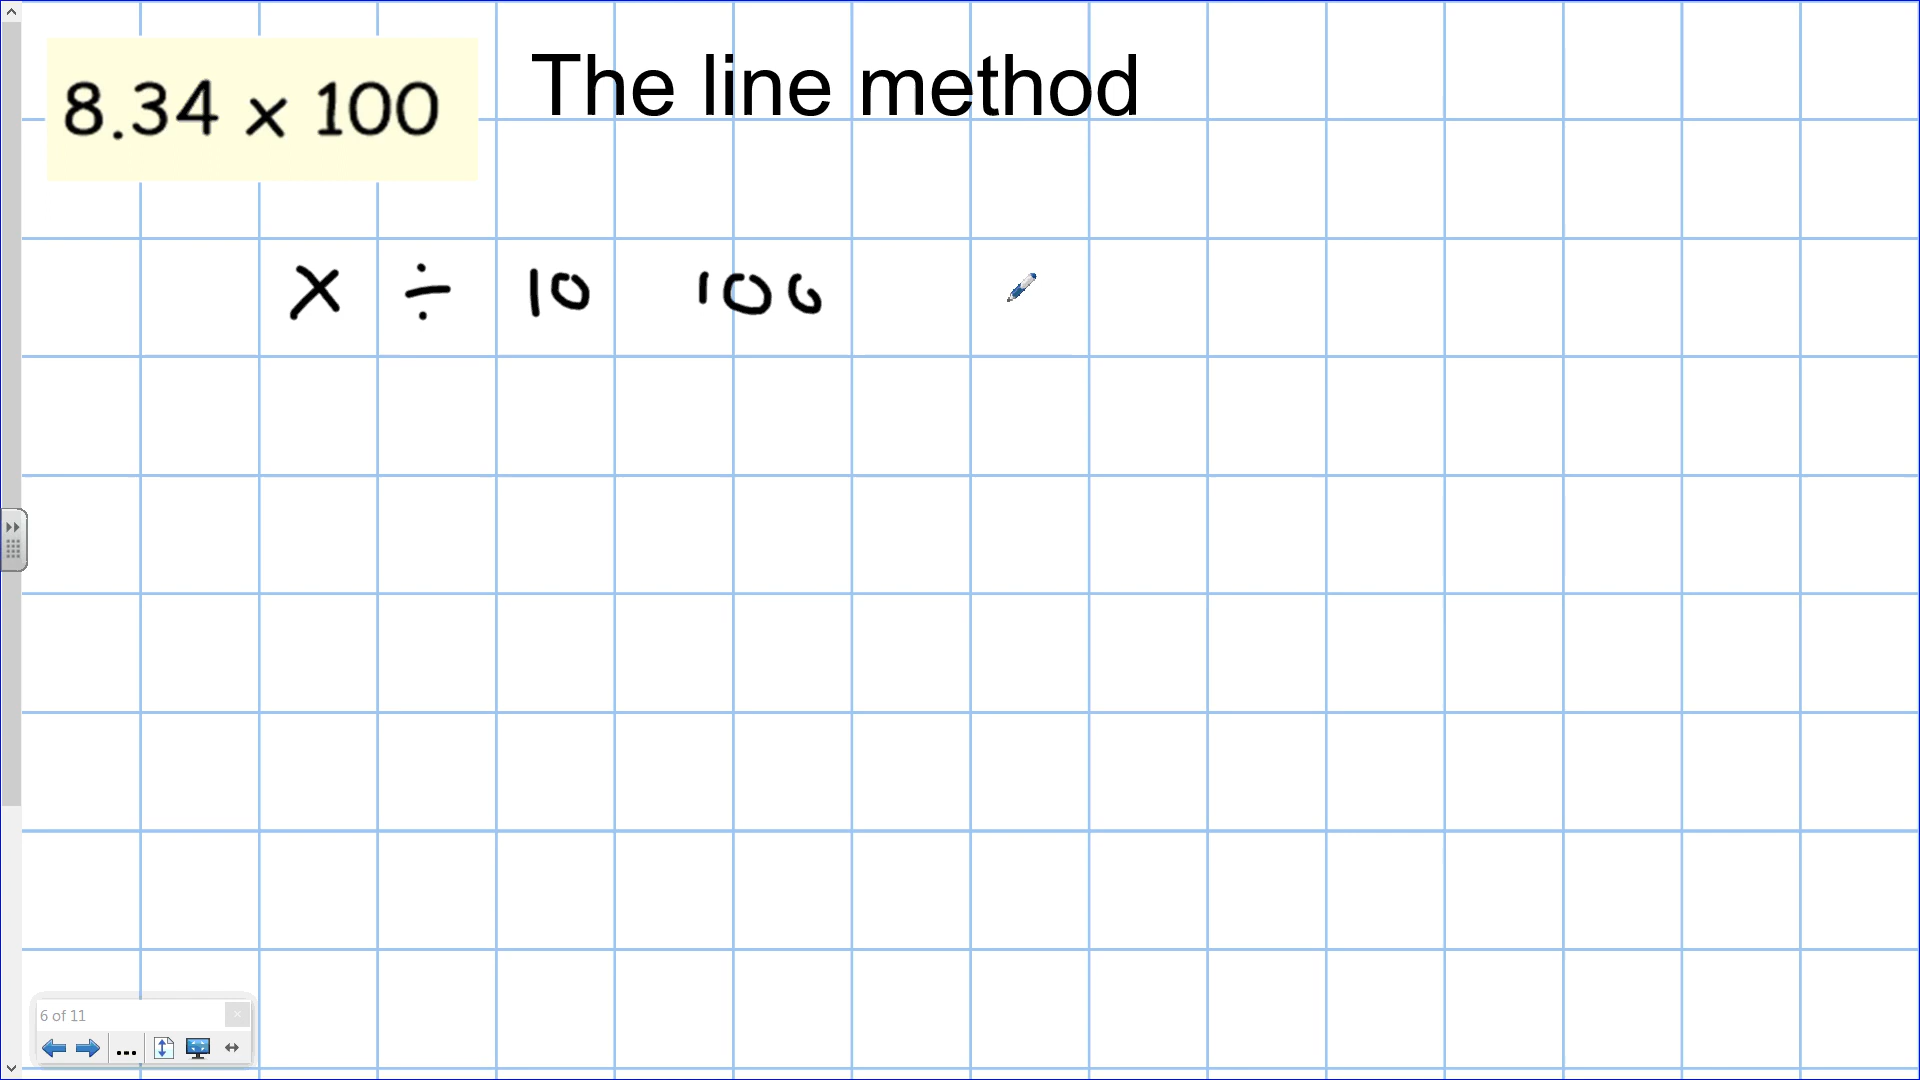 8.34 x 100
The line method
x ÷ 10 100
6 of 11
...